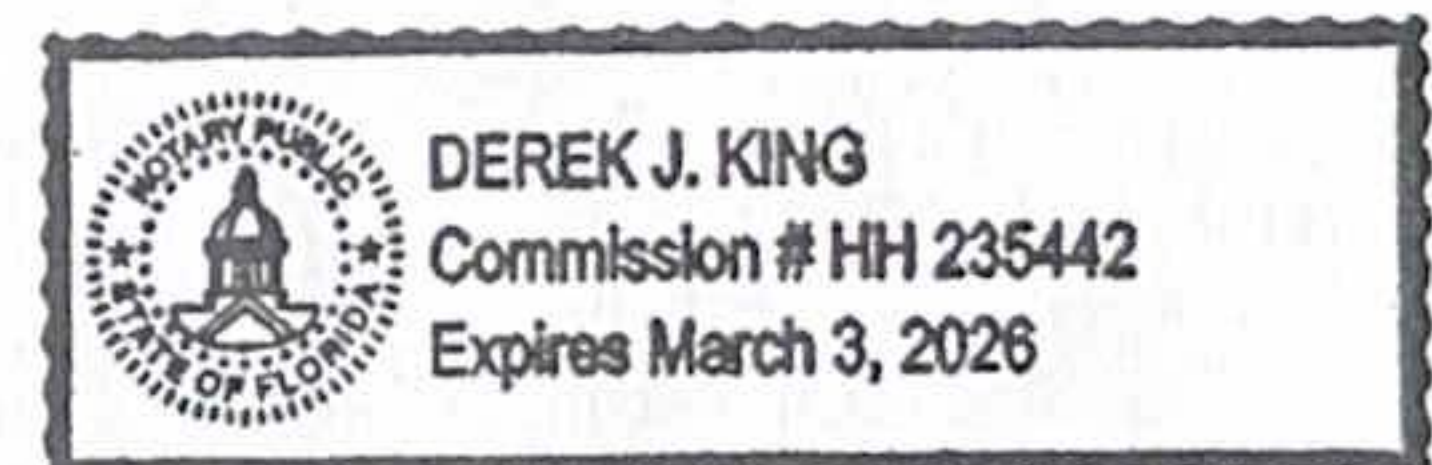 NOTARY PUBLIC
STATE OF FLORIDA
DEREK J. KING
Commission # HH 235442
Expires March 3, 2026